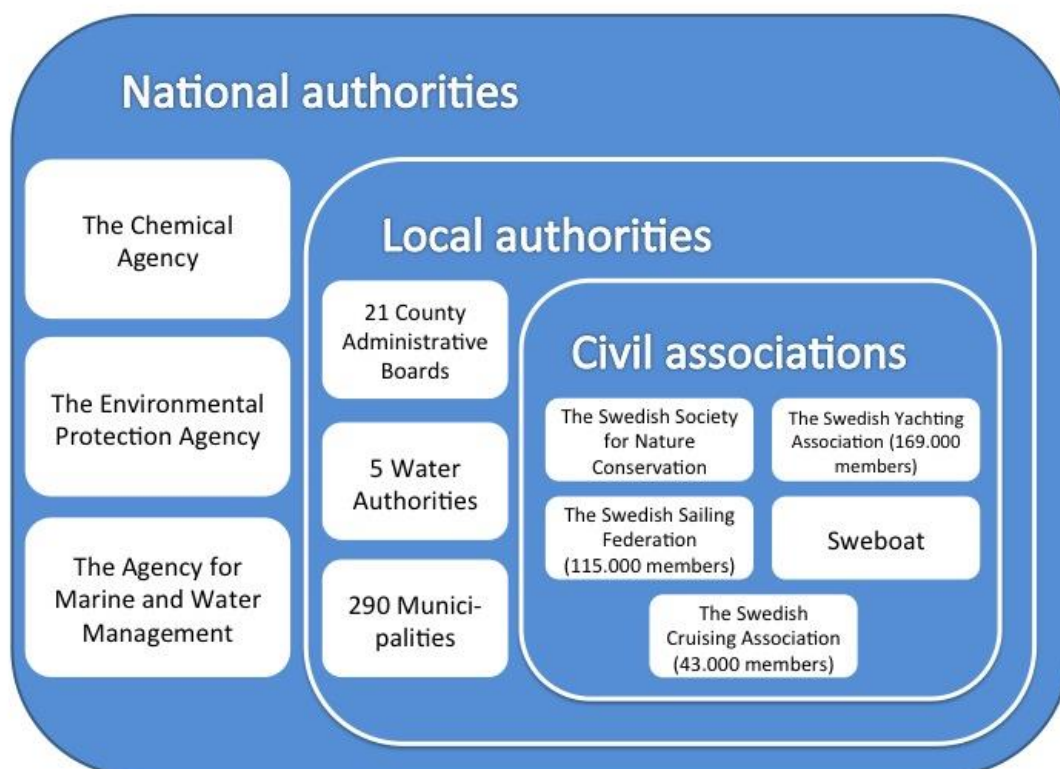 National authorities
The Chemical
Agency
The Environmental
Protection Agency
The Agency for
Marine and Water
Management
Local authorities
21 County
Administrative
Boards
5 Water
Authorities
290 Munici-
palities
Civil associations
The Swedish Society
for Nature
Conservation
The Swedish Yachting
Association (169.000
members)
The Swedish Sailing
Federation
(115.000 members)
Sweboat
The Swedish
Cruising Association
(43.000 members)